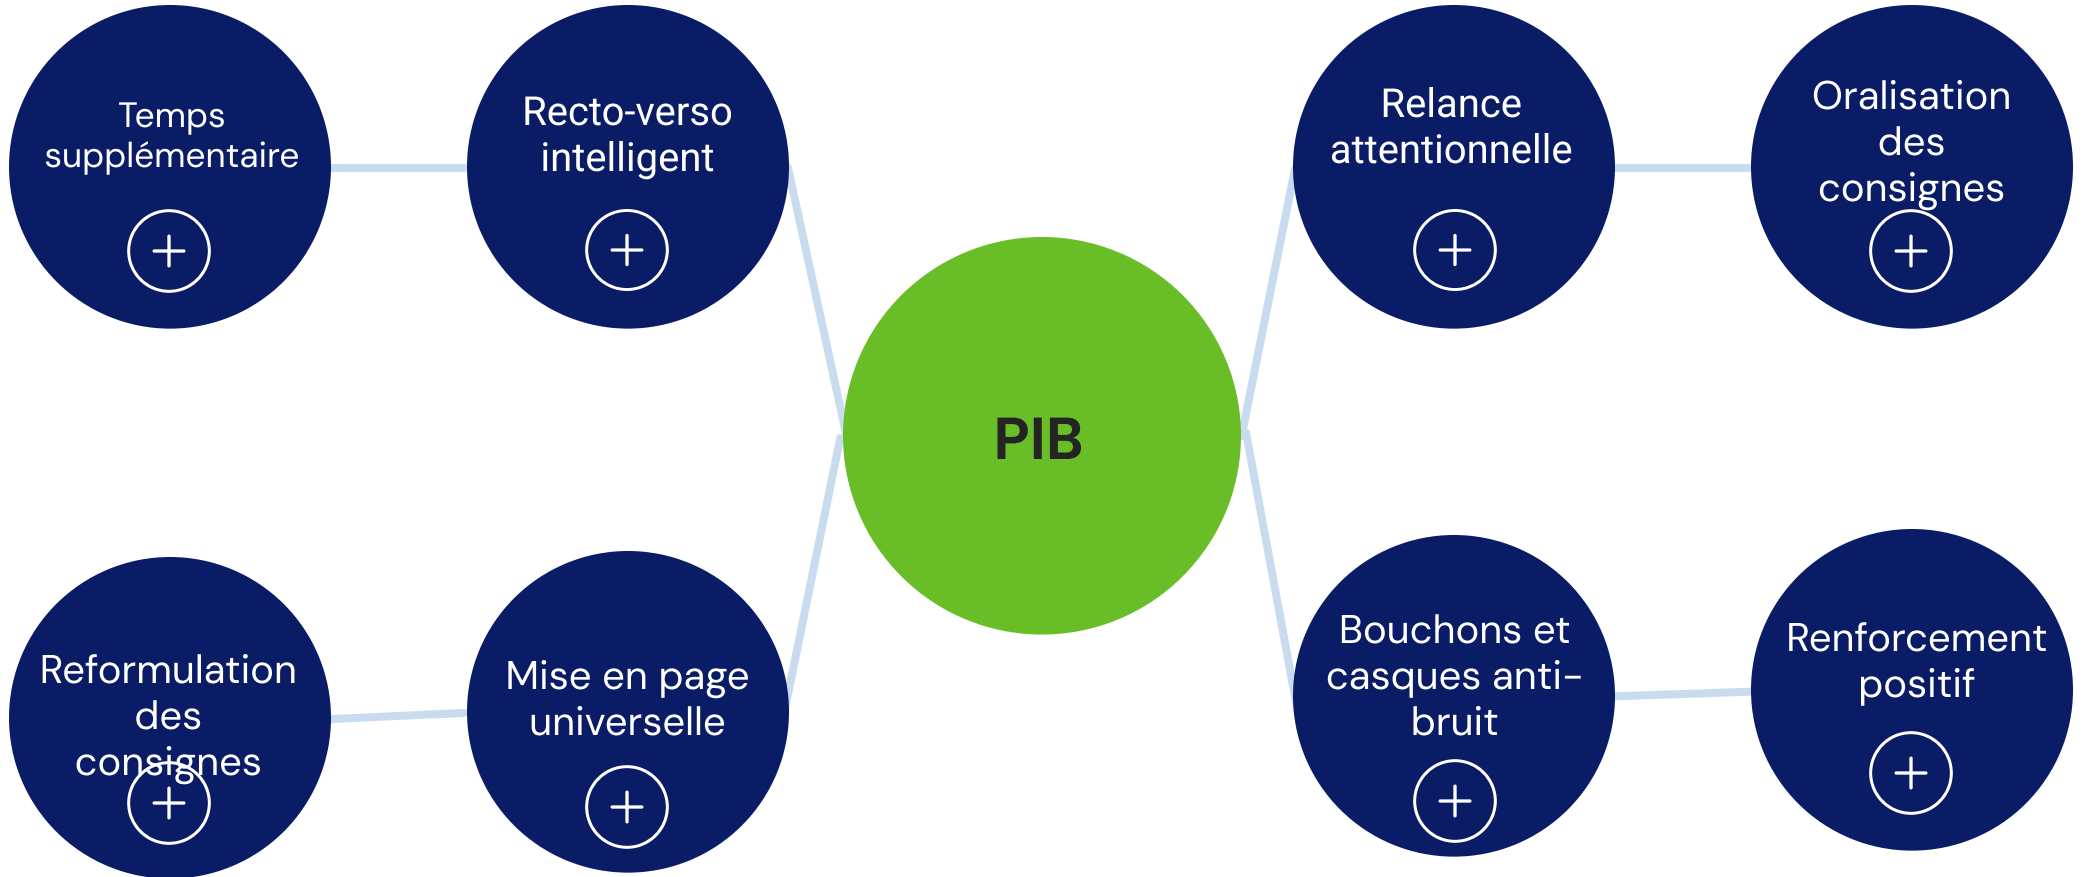 Temps
supplémentaire
Recto-verso
intelligent
Relance
attentionnelle
Oralisation
des
consignes
PIB
Reformulation
des
consignes
Mise en page
universelle
Bouchons et
casques anti-
bruit
Renforcement
positif